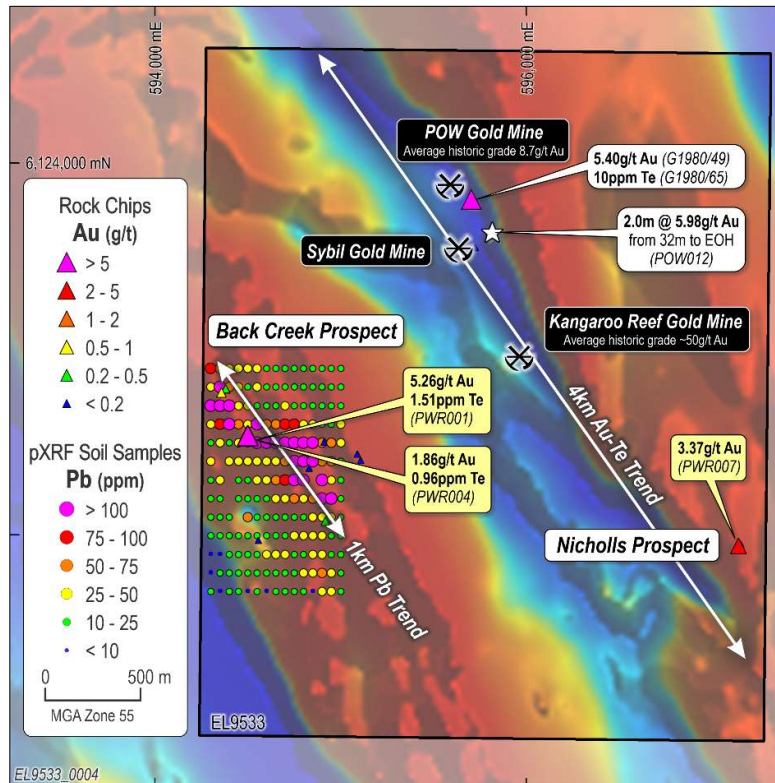 594,000 mE
596,000 mE
6,124,000 mN
POW Gold Mine
Average historic grade 8.7g/t Au
5.40g/t Au (G1980/49)
10ppm Te (G1980/65)
2.0m @ 5.98g/t Au
from 32m to EOH
(POW012)
Sybil Gold Mine
Kangaroo Reef Gold Mine
Average historic grade ~50g/t Au
Back Creek Prospect
5.26g/t Au
1.51ppm Te
(PWR001)
1.86g/t Au
0.96ppm Te
(PWR004)
4km Au-Te Trend
3.37g/t Au
(PWR007)
Nicholls Prospect
1km Pb Trend
Rock Chips
Au (g/t)
> 5
2 - 5
1 - 2
0.5 - 1
0.2 - 0.5
< 0.2
pXRF Soil Samples
Pb (ppm)
> 100
75 - 100
50 - 75
25 - 50
10 - 25
< 10
0 500 m
MGA Zone 55
EL9533
EL9533_0004